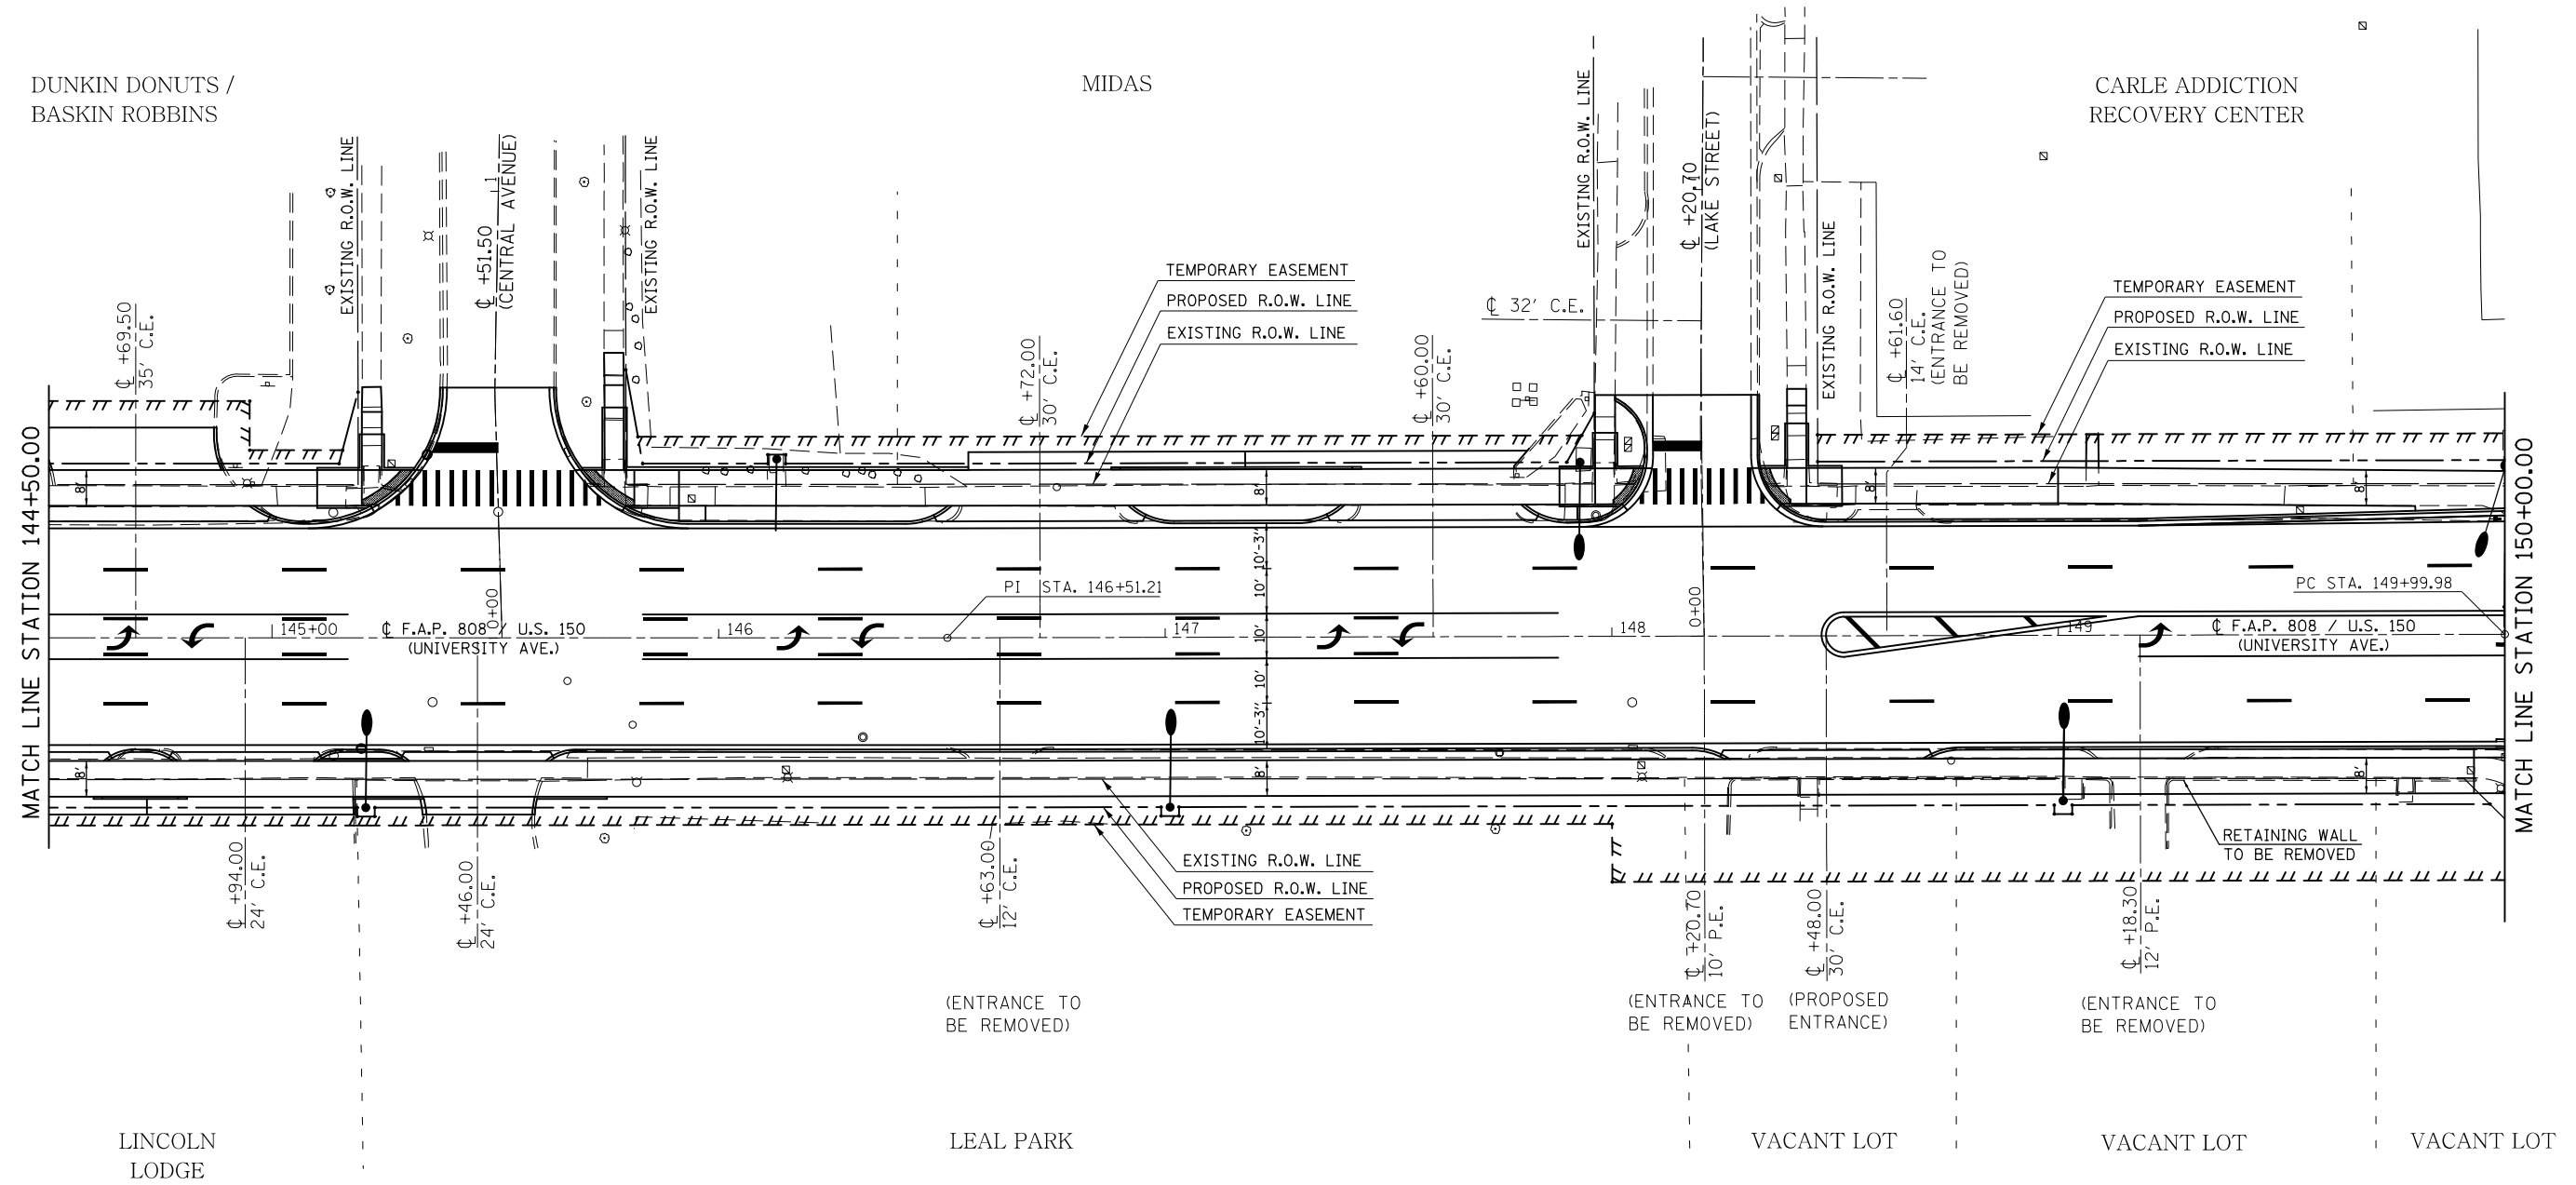 DUNKIN DONUTS /
BASKIN ROBBINS
MIDAS
CARLE ADDICTION
RECOVERY CENTER
EXISTING R.O.W. LINE
℄ +51.50
(CENTRAL AVENUE)
EXISTING R.O.W. LINE
EXISTING R.O.W. LINE
℄ +20.70
(LAKE STREET)
EXISTING R.O.W. LINE
℄ +69.50
35' C.E.
TEMPORARY EASEMENT
PROPOSED R.O.W. LINE
EXISTING R.O.W. LINE
℄ +72.00
30' C.E.
℄ +60.00
30' C.E.
℄ 32' C.E.
℄ +61.60
14' C.E.
(ENTRANCE TO
BE REMOVED)
TEMPORARY EASEMENT
PROPOSED R.O.W. LINE
EXISTING R.O.W. LINE
MATCH LINE STATION 144+50.00
8'
8'
8'
8'
10'-3"
10'
10'
10'
10'-3"
PI STA. 146+51.21
PC STA. 149+99.98
0+00
0+00
145+00
℄ F.A.P. 808 / U.S. 150
(UNIVERSITY AVE.)
146
147
148
149
℄ F.A.P. 808 / U.S. 150
(UNIVERSITY AVE.)
MATCH LINE STATION 150+00.00
8'
8'
8'
℄ +94.00
24' C.E.
℄ +46.00
24' C.E.
℄ +63.00
12' C.E.
EXISTING R.O.W. LINE
PROPOSED R.O.W. LINE
TEMPORARY EASEMENT
RETAINING WALL
TO BE REMOVED
℄ +20.70
10' P.E.
℄ +48.00
30' C.E.
℄ +18.30
12' P.E.
(ENTRANCE TO
BE REMOVED)
(ENTRANCE TO
BE REMOVED)
(PROPOSED
ENTRANCE)
(ENTRANCE TO
BE REMOVED)
LINCOLN
LODGE
LEAL PARK
VACANT LOT
VACANT LOT
VACANT LOT